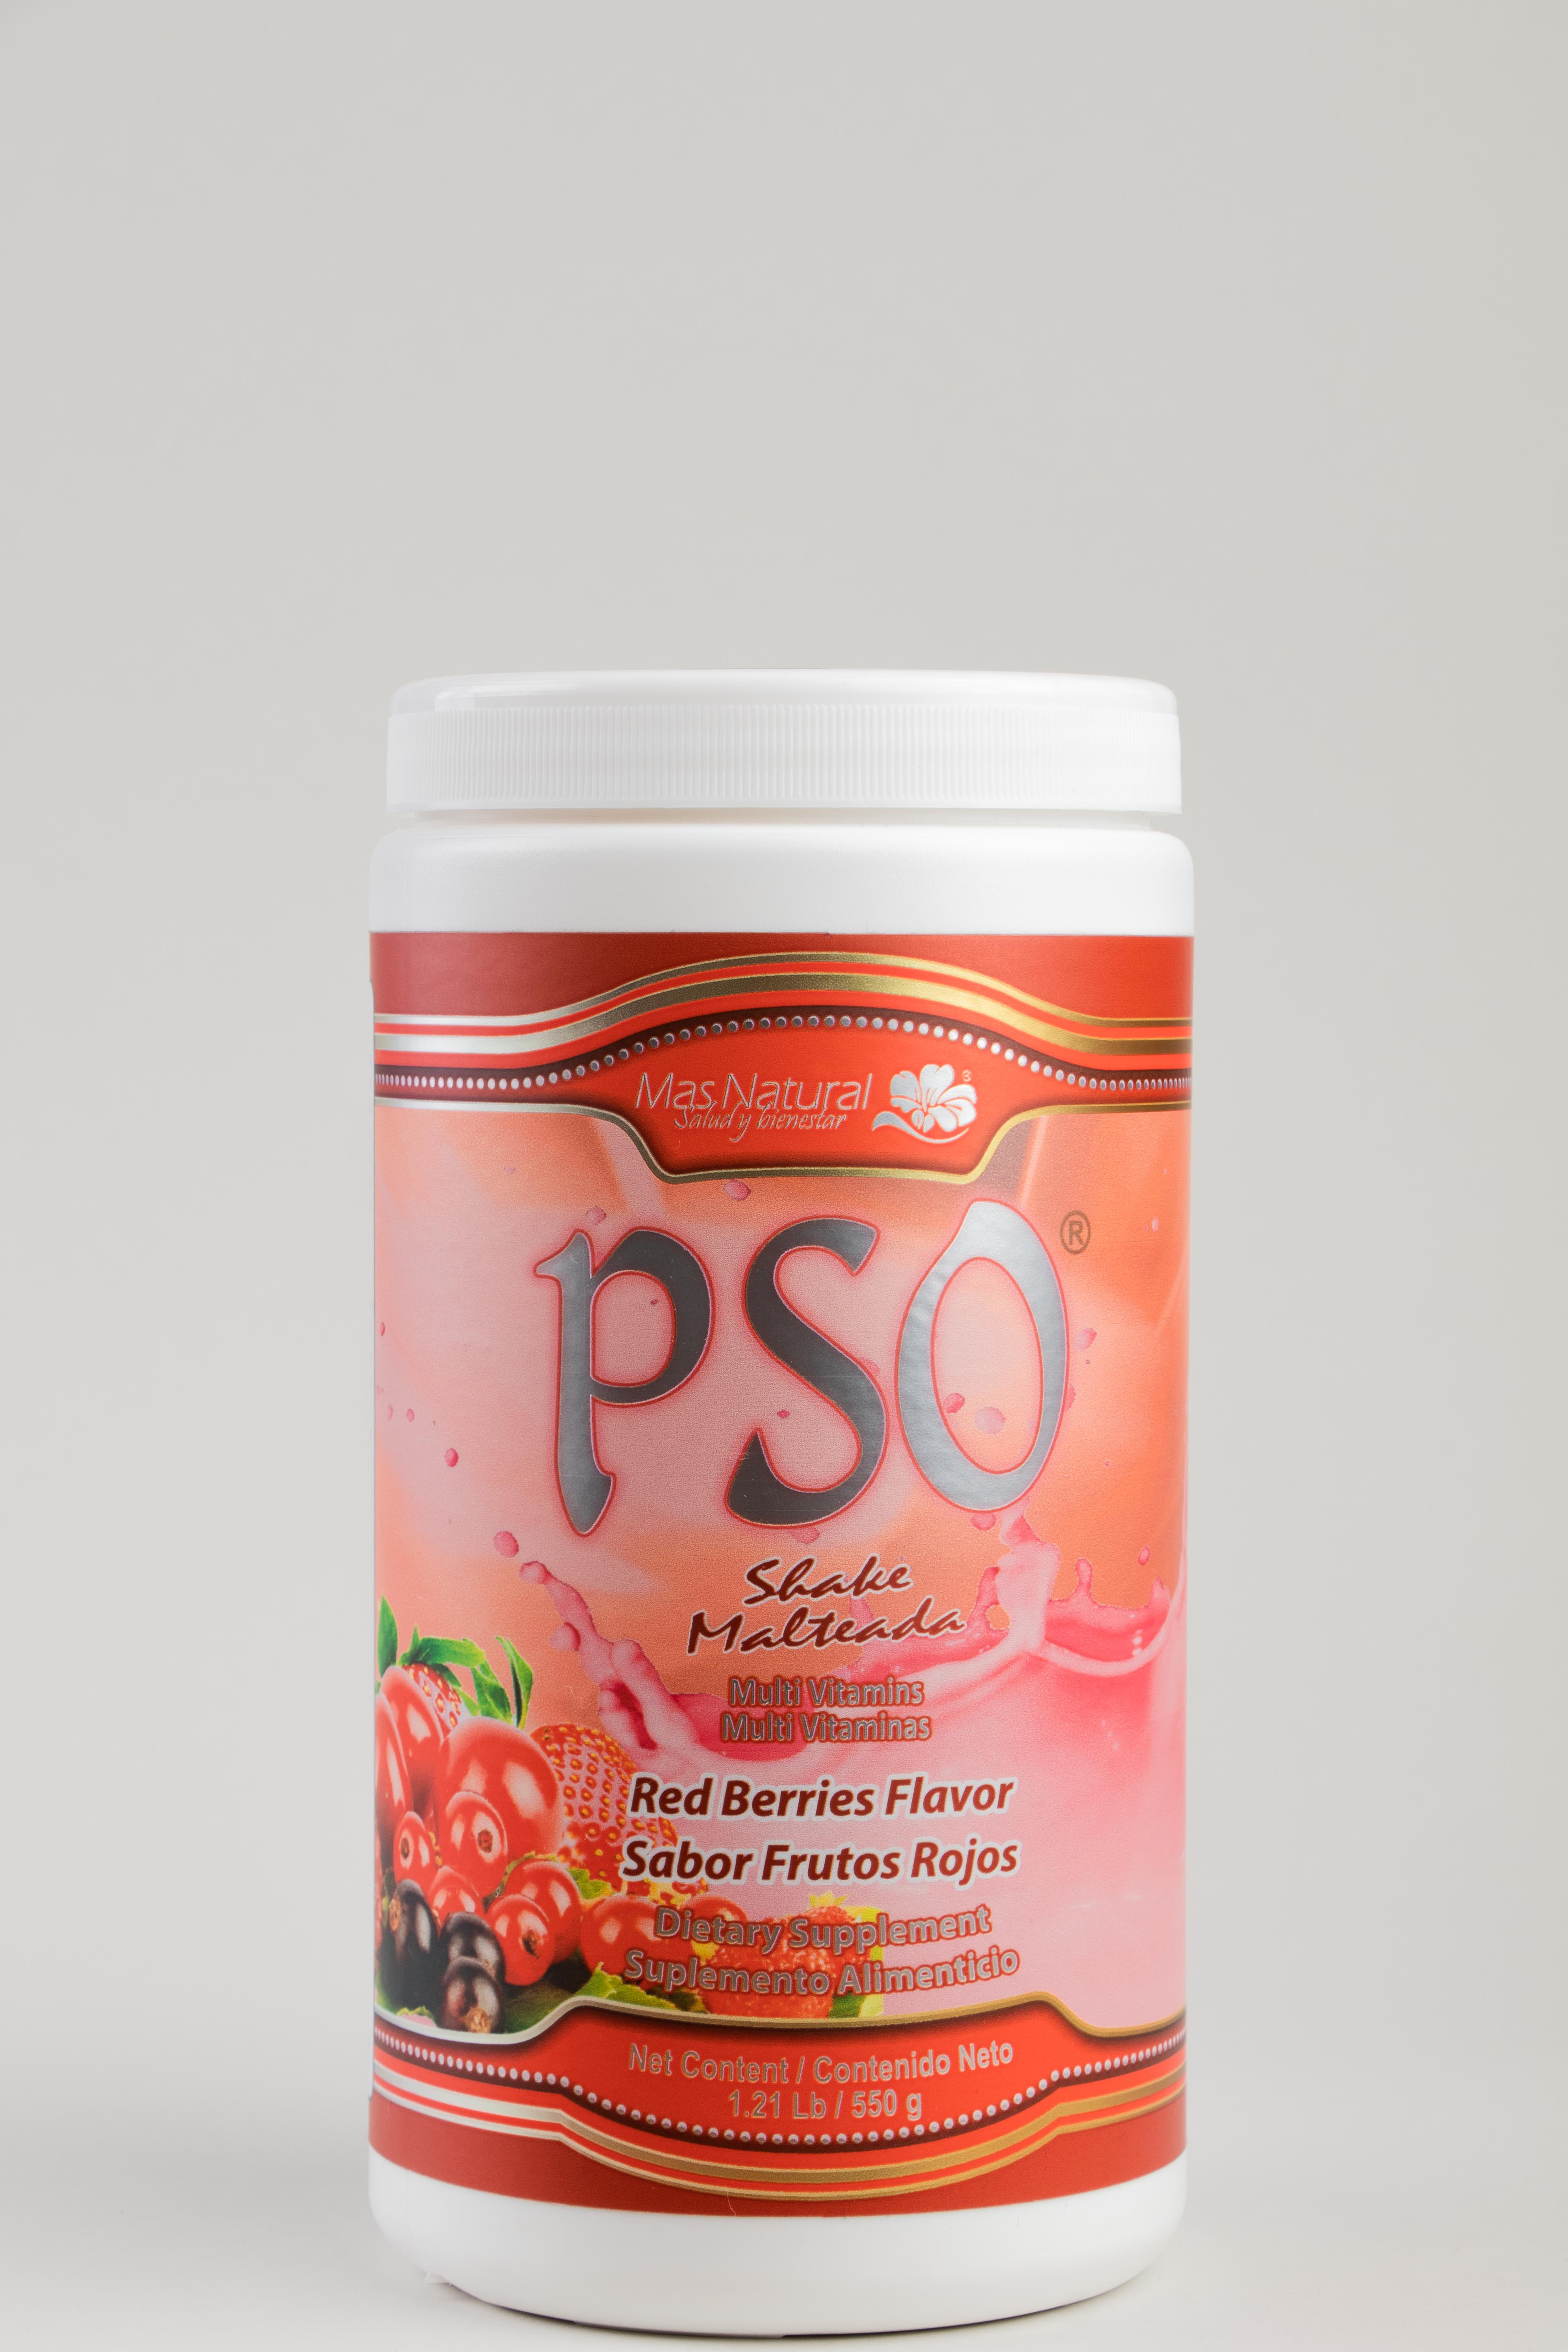 Mas Natural
Salud y bienestar
PSO ®
Shake
Malteada
Multi Vitamins
Multi Vitaminas
Red Berries Flavor
Sabor Frutos Rojos
Dietary Supplement
Suplemento Alimenticio
Net Content / Contenido Neto
1.21 Lb / 550 g